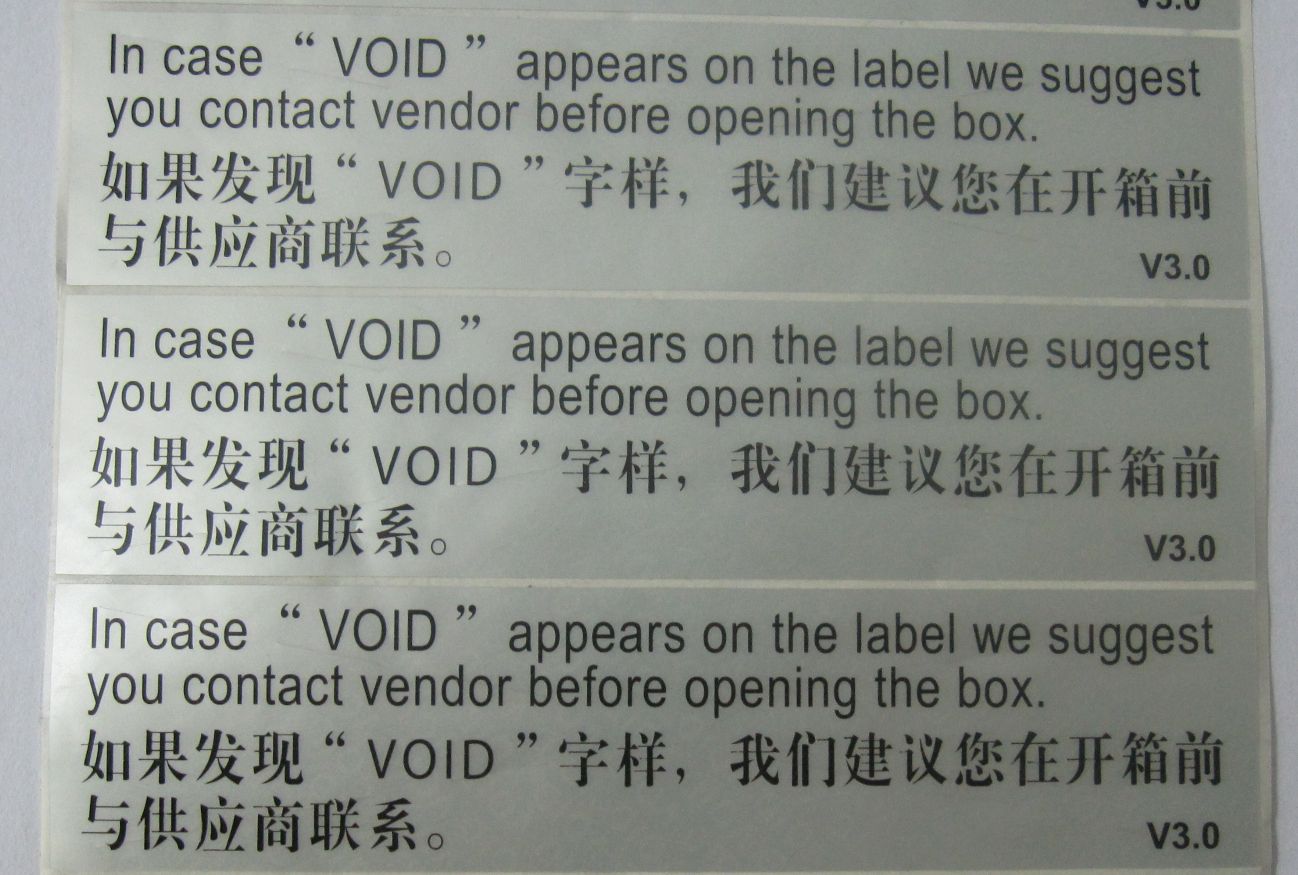 V3.0
In case “ VOID ” appears on the label we suggest
you contact vendor before opening the box.
如果发现“ VOID ”字样，我们建议您在开箱前
与供应商联系。
V3.0
In case “ VOID ” appears on the label we suggest
you contact vendor before opening the box.
如果发现“ VOID ”字样，我们建议您在开箱前
与供应商联系。
V3.0
In case “ VOID ” appears on the label we suggest
you contact vendor before opening the box.
如果发现“ VOID ”字样，我们建议您在开箱前
与供应商联系。
V3.0